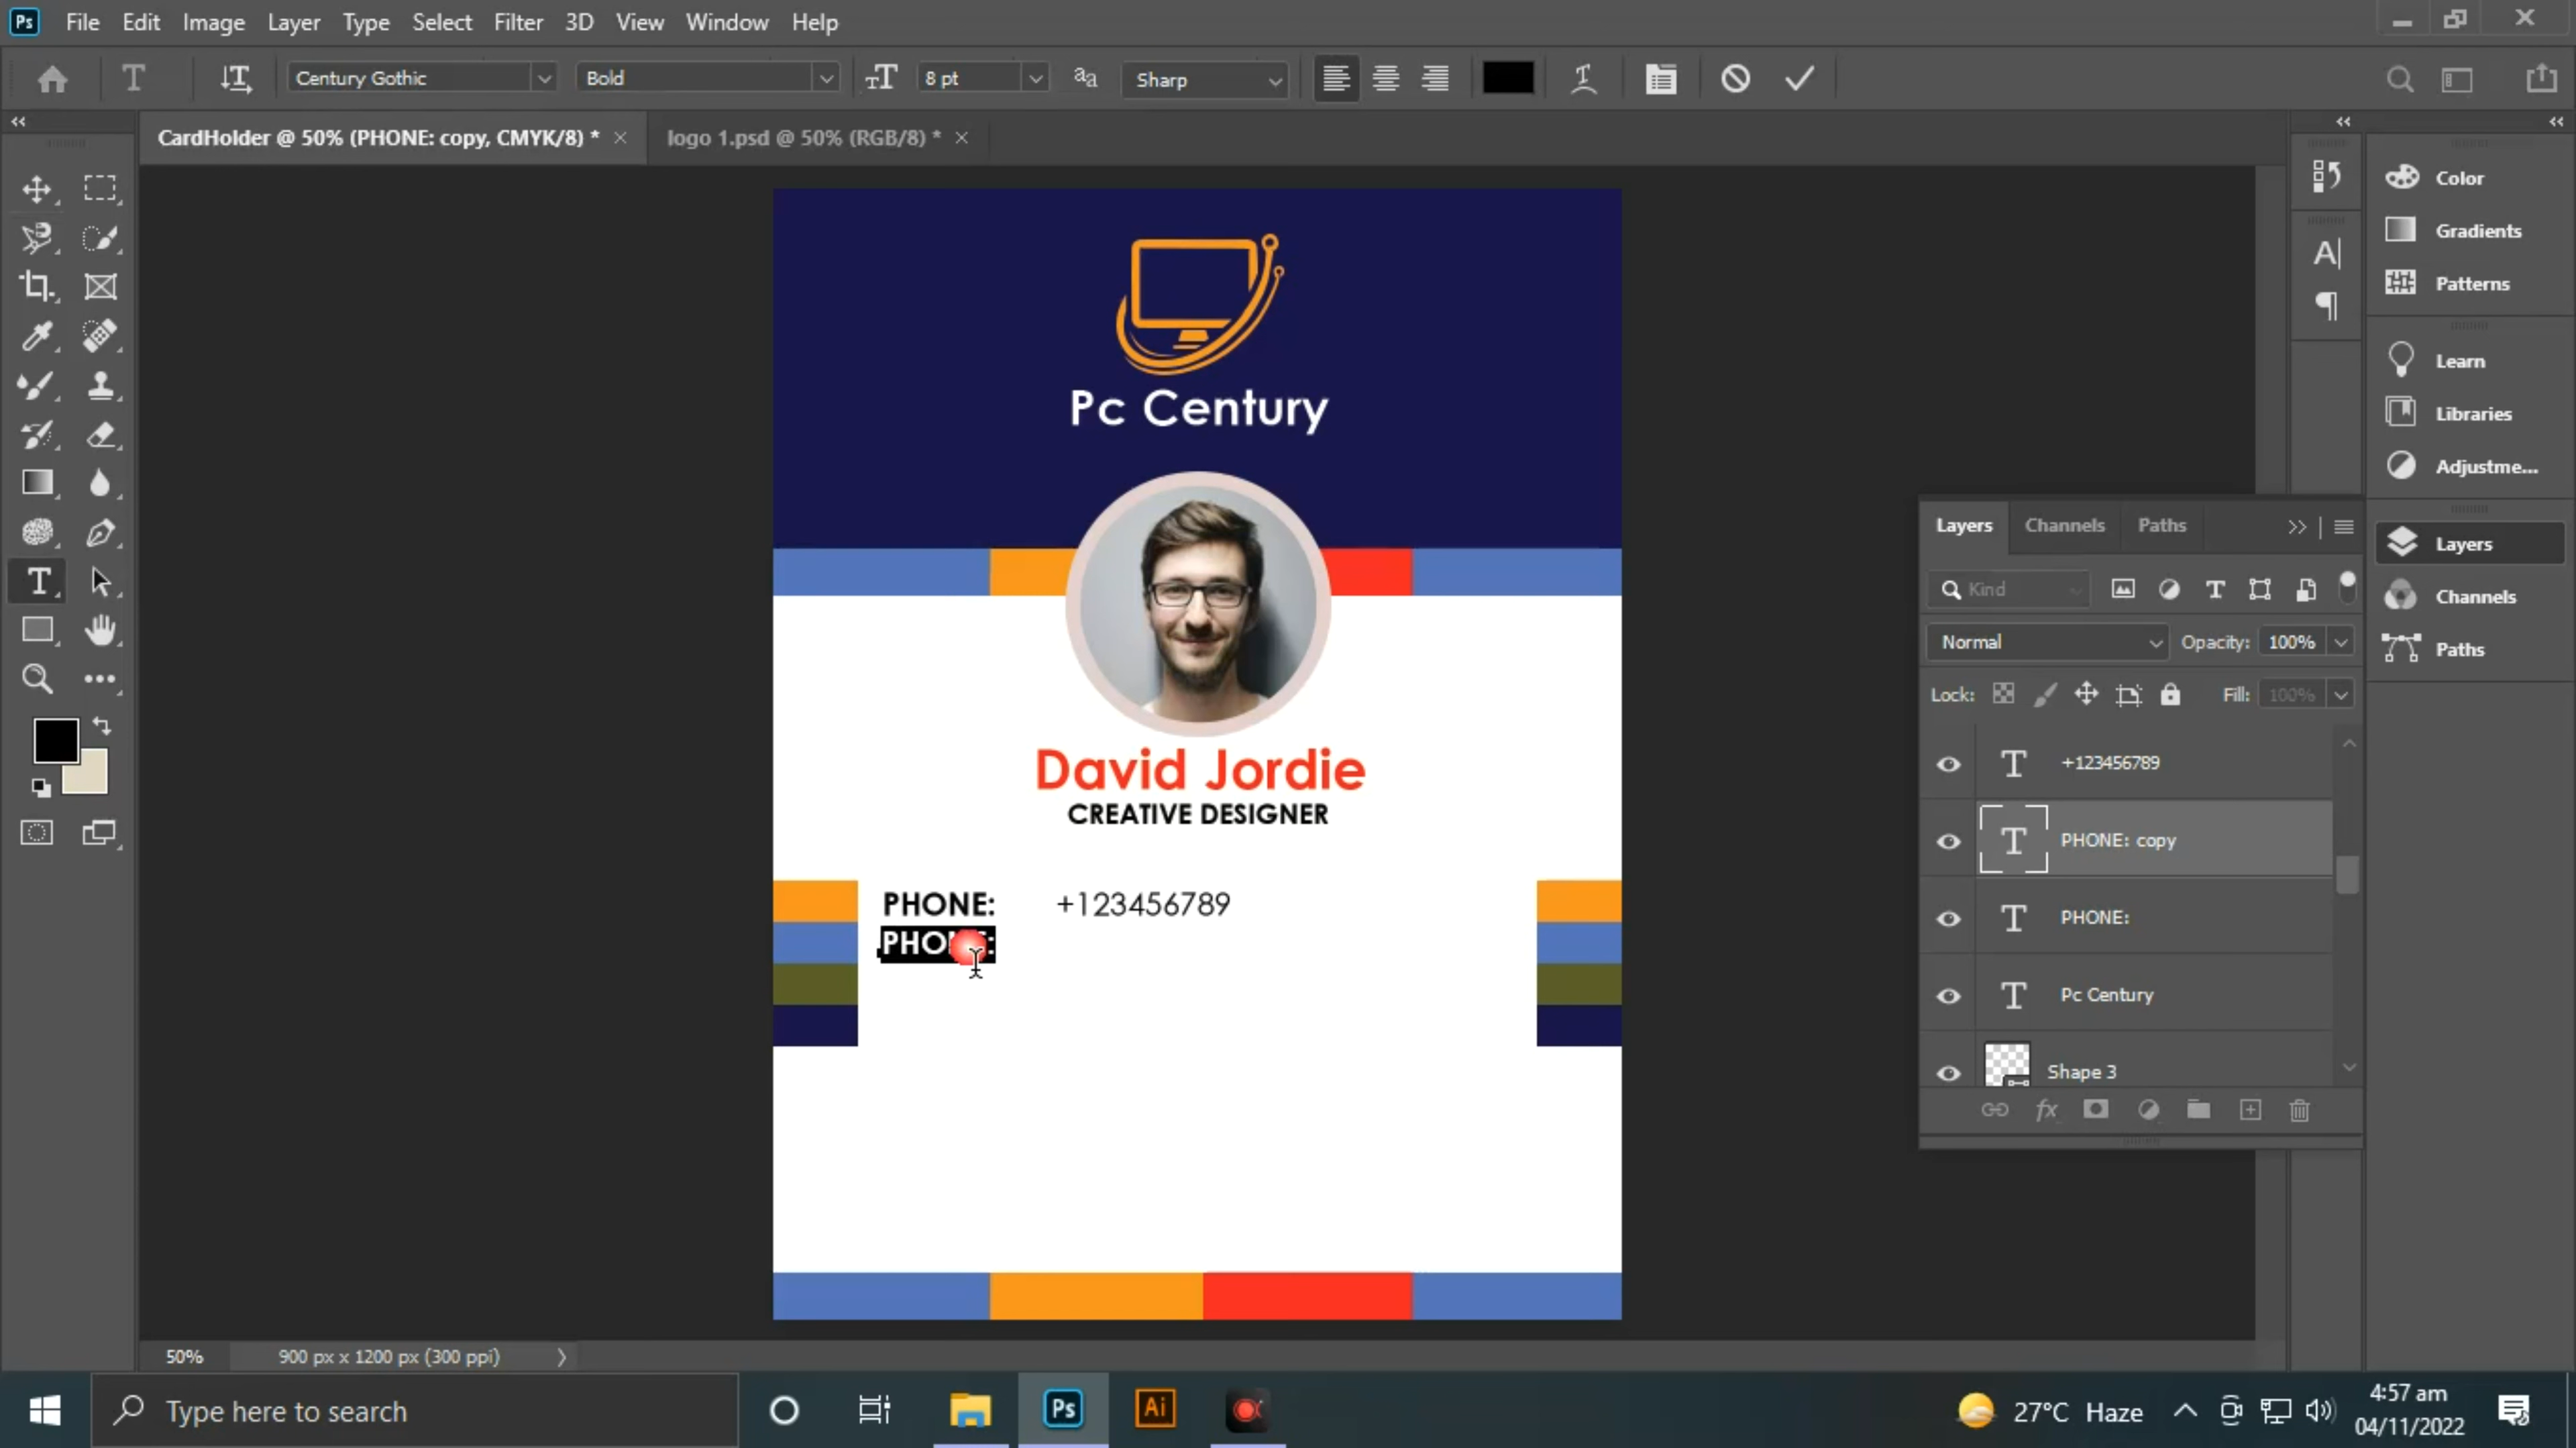 Ps File Edit Image Layer Type Select Filter 3D View Window Help
T Century Gothic Bold 8 pt Sharp
CardHolder @ 50% (PHONE: copy, CMYK/8) * logo 1.psd @ 50% (RGB/8) *
Pc Century
David Jordie
CREATIVE DESIGNER
PHONE: +123456789
Color
Gradients
Patterns
Learn
Libraries
Adjustme...
Layers
Channels
Paths
Layers Channels Paths
Kind
Normal Opacity: 100%
Lock: Fill: 100%
+123456789
PHONE: copy
PHONE:
Pc Century
Shape 3
50% 900 px x 1200 px (300 ppi)
Type here to search
Ps Ai
27°C Haze
4:57 am
04/11/2022